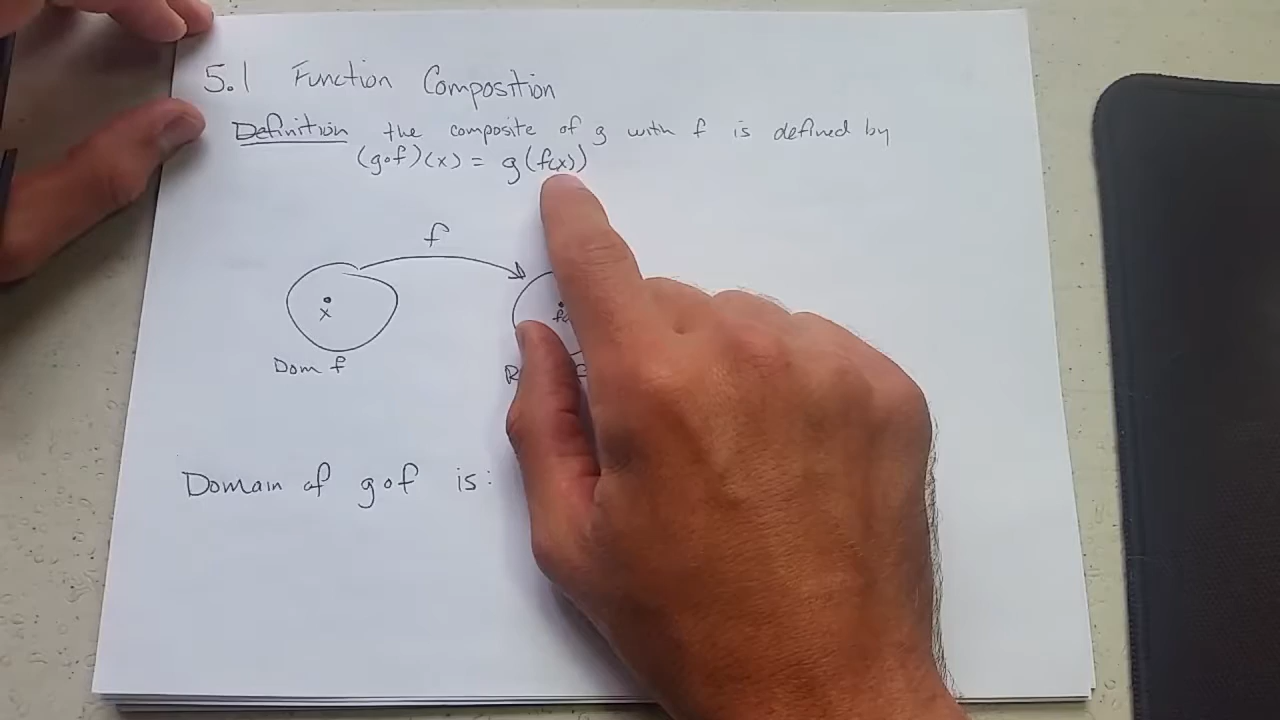 5.1 Function Composition
Definition the composite of g with f is defined by
(g∘f)(x) = g(f(x))
f
x
Dom f
Domain of g∘f is: